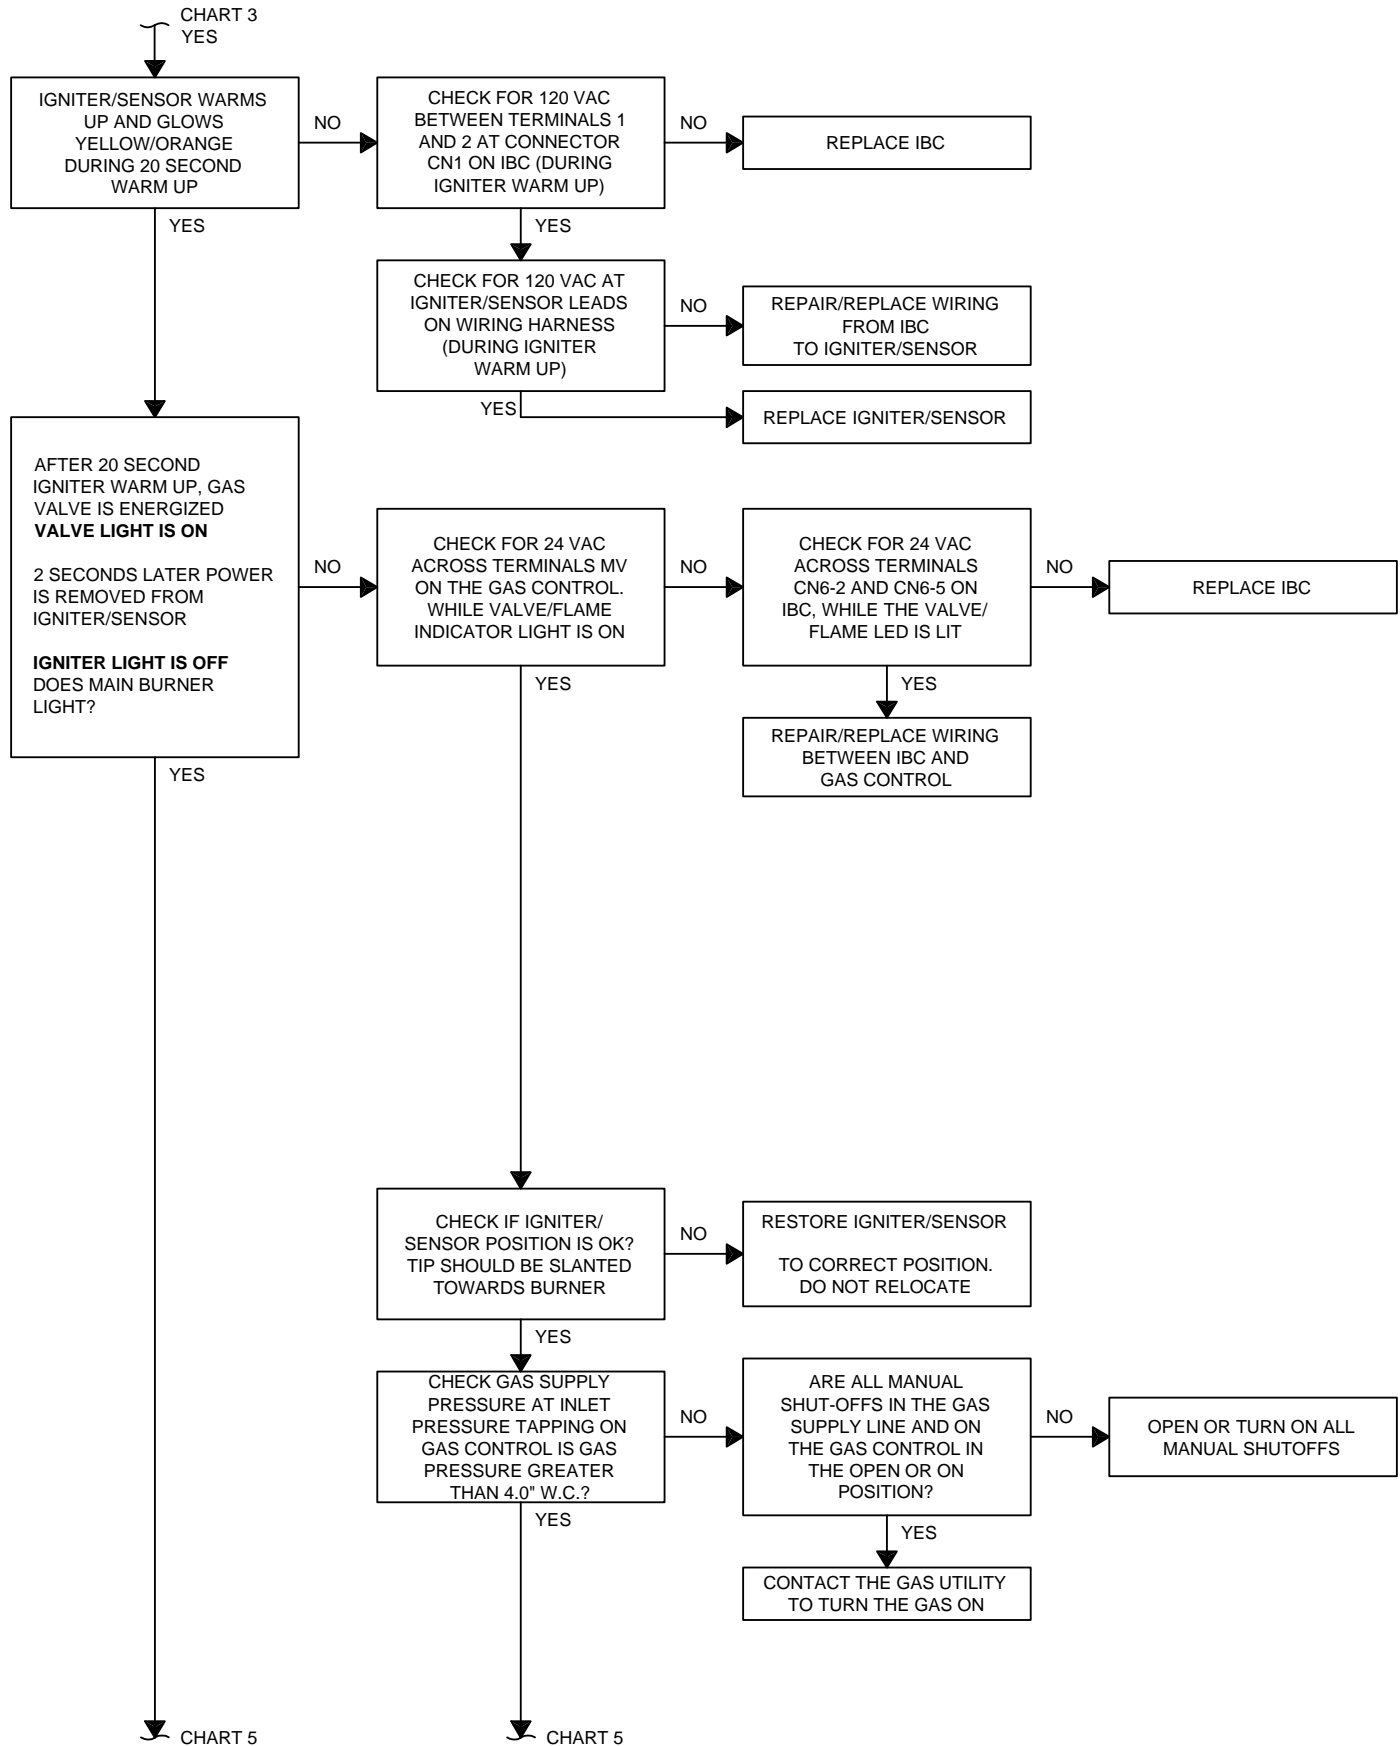 CHART 3
YES
IGNITER/SENSOR WARMS
UP AND GLOWS
YELLOW/ORANGE
DURING 20 SECOND
WARM UP
NO
CHECK FOR 120 VAC
BETWEEN TERMINALS 1
AND 2 AT CONNECTOR
CN1 ON IBC (DURING
IGNITER WARM UP)
NO
REPLACE IBC
YES
YES
CHECK FOR 120 VAC AT
IGNITER/SENSOR LEADS
ON WIRING HARNESS
(DURING IGNITER
WARM UP)
NO
REPAIR/REPLACE WIRING
FROM IBC
TO IGNITER/SENSOR
YES
REPLACE IGNITER/SENSOR
AFTER 20 SECOND
IGNITER WARM UP, GAS
VALVE IS ENERGIZED
VALVE LIGHT IS ON
2 SECONDS LATER POWER
IS REMOVED FROM
IGNITER/SENSOR
IGNITER LIGHT IS OFF
DOES MAIN BURNER
LIGHT?
NO
CHECK FOR 24 VAC
ACROSS TERMINALS MV
ON THE GAS CONTROL.
WHILE VALVE/FLAME
INDICATOR LIGHT IS ON
NO
CHECK FOR 24 VAC
ACROSS TERMINALS
CN6-2 AND CN6-5 ON
IBC, WHILE THE VALVE/
FLAME LED IS LIT
NO
REPLACE IBC
YES
YES
REPAIR/REPLACE WIRING
BETWEEN IBC AND
GAS CONTROL
YES
CHECK IF IGNITER/
SENSOR POSITION IS OK?
TIP SHOULD BE SLANTED
TOWARDS BURNER
NO
RESTORE IGNITER/SENSOR
TO CORRECT POSITION.
DO NOT RELOCATE
YES
CHECK GAS SUPPLY
PRESSURE AT INLET
PRESSURE TAPPING ON
GAS CONTROL IS GAS
PRESSURE GREATER
THAN 4.0" W.C.?
NO
ARE ALL MANUAL
SHUT-OFFS IN THE GAS
SUPPLY LINE AND ON
THE GAS CONTROL IN
THE OPEN OR ON
POSITION?
NO
OPEN OR TURN ON ALL
MANUAL SHUTOFFS
YES
YES
CONTACT THE GAS UTILITY
TO TURN THE GAS ON
CHART 5
CHART 5